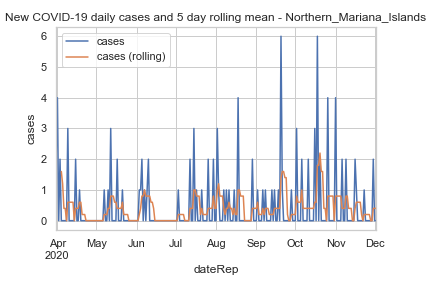 New COVID-19 daily cases and 5 day rolling mean - Northern_Mariana_Islands
cases
cases (rolling)
6
5
4
3
2
1
0
cases
Apr May Jun Jul Aug Sep Oct Nov Dec
2020
dateRep